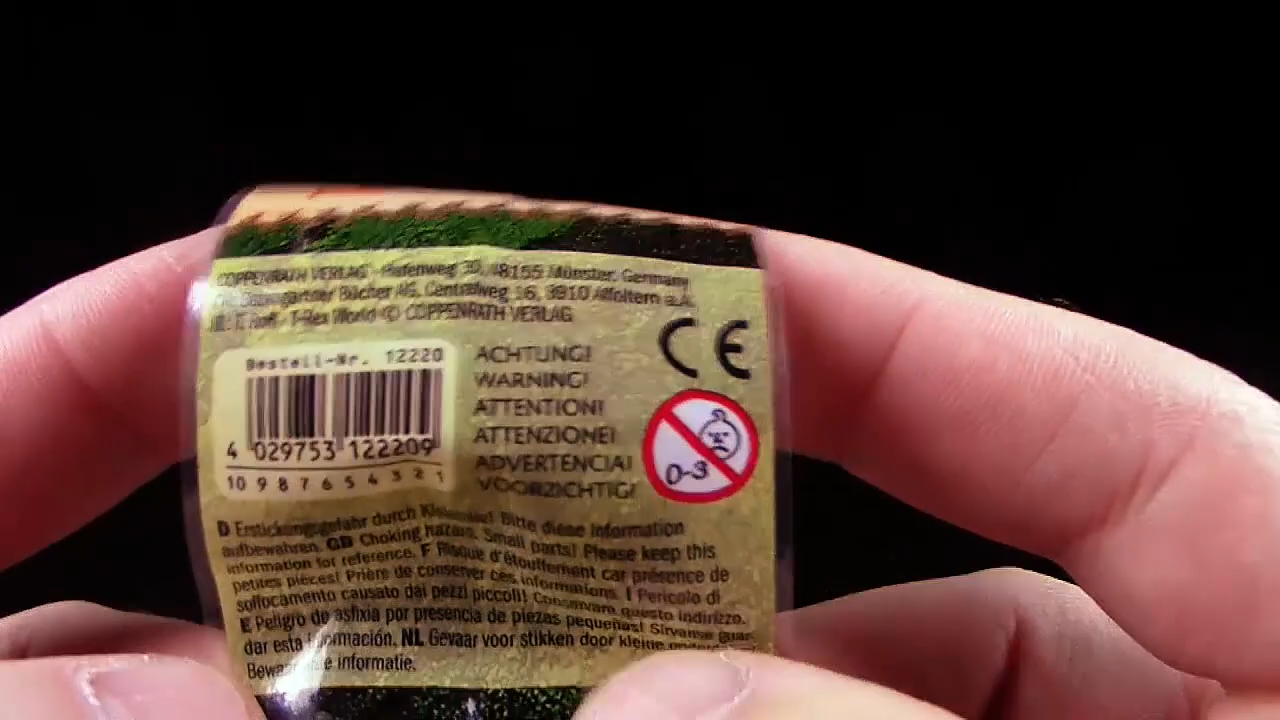 COPPENRATH VERLAG · Hafenweg 30, 48155 Münster, Germany
Baumgartner Bücher AG, Centralweg 16, 8910 Affoltern a.A.
T-Rex World © COPPENRATH VERLAG
Bestell-Nr. 12220
4 029753 122209
10 9 8 7 6 5 4 3 2 1
ACHTUNG!
WARNING!
ATTENTION!
ATTENZIONE!
ADVERTENCIA!
VOORZICHTIG!
CE
0-3
D Erstickungsgefahr durch Kleinteile! Bitte diese Information
aufbewahren. GB Choking hazars. Small parts! Please keep this
information for reference. F Risque d'étouffement car présence de
petites pièces! Prière de conserver ces informations. I Pericolo di
soffocamento causato dai pezzi piccoli! Conservare questo indirizzo.
E Peligro de asfixia por presencia de piezas pequeñas! Sirvanse guar-
dar esta información. NL Gevaar voor stikken door kleine onderdelen!
Bewaar informatie.